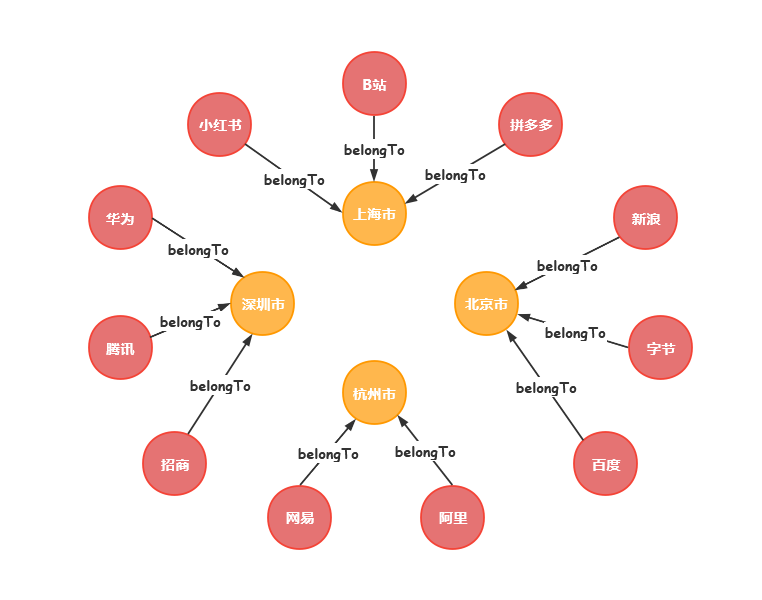 B站
小红书
拼多多
belongTo
belongTo
belongTo
上海市
华为
新浪
belongTo
belongTo
深圳市
北京市
belongTo
belongTo
腾讯
字节
belongTo
belongTo
杭州市
belongTo
belongTo
招商
百度
网易
阿里